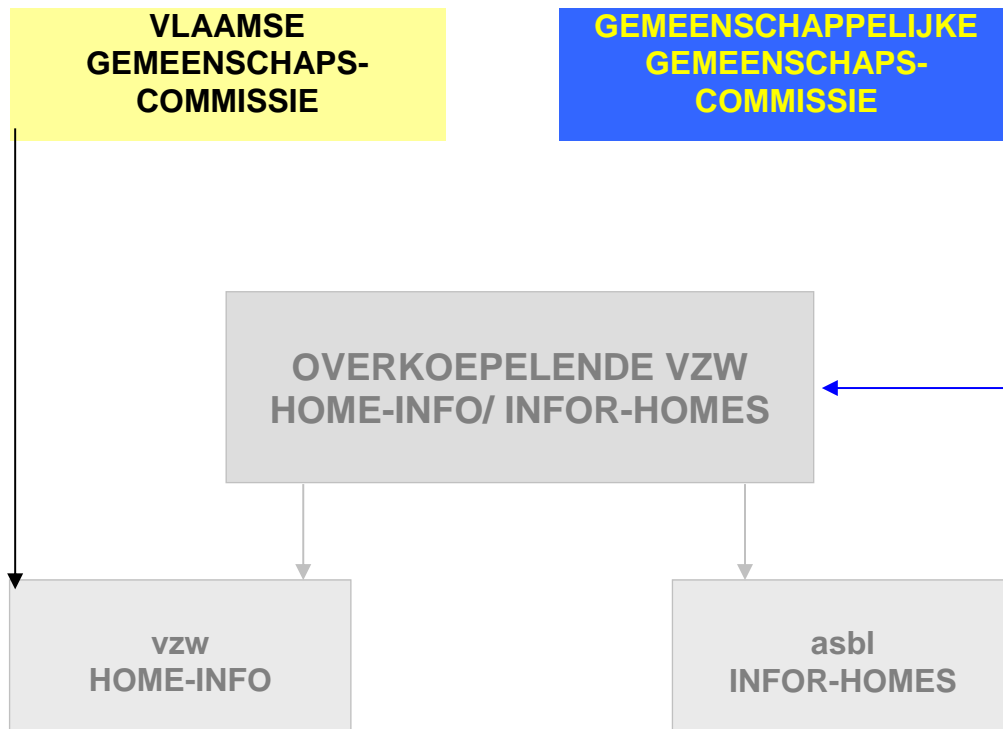 VLAAMSE
GEMEENSCHAPS-
COMMISSIE
GEMEENSCHAPPELIJKE
GEMEENSCHAPS-
COMMISSIE
OVERKOEPELENDE VZW
HOME-INFO/ INFOR-HOMES
vzw
HOME-INFO
asbl
INFOR-HOMES